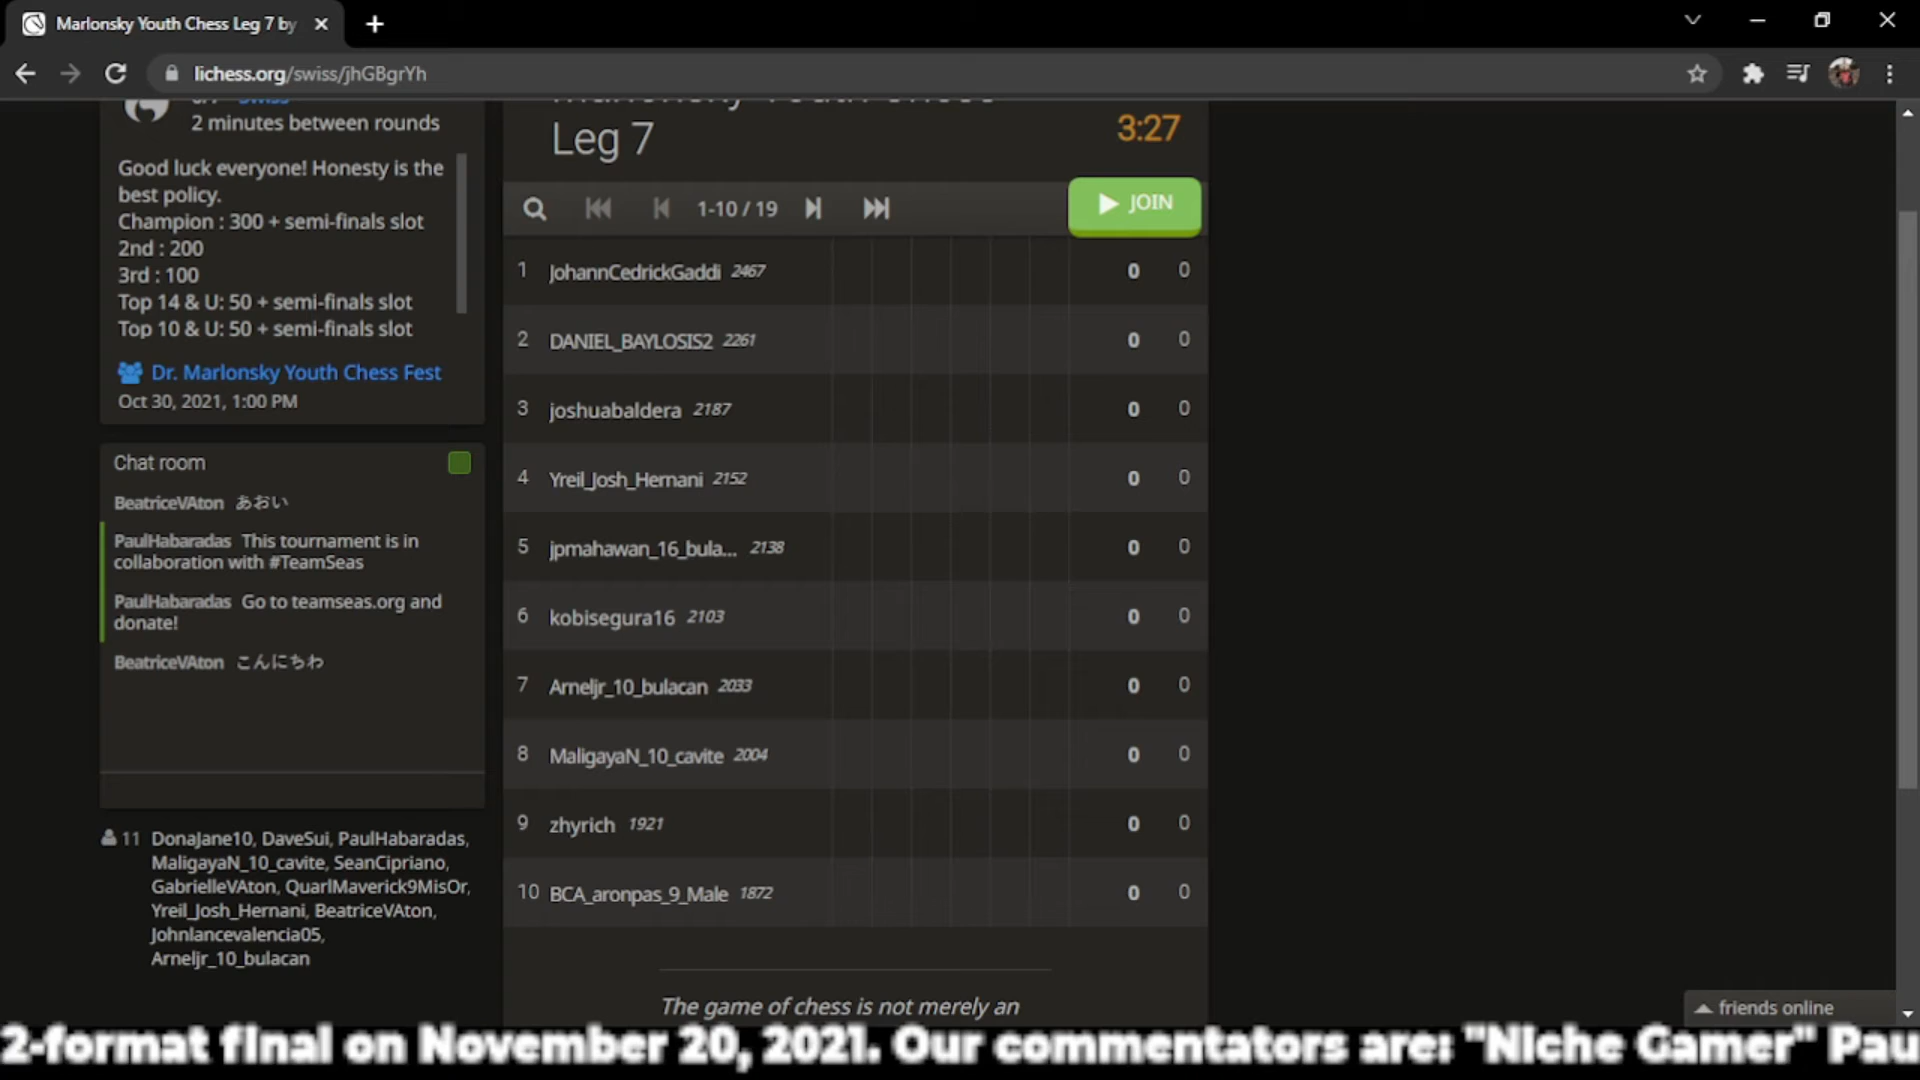 Marlonsky Youth Chess Leg 7 by
lichess.org/swiss/jhGBgrYh
2 minutes between rounds
Good luck everyone! Honesty is the
best policy.
Champion : 300 + semi-finals slot
2nd : 200
3rd : 100
Top 14 & U: 50 + semi-finals slot
Top 10 & U: 50 + semi-finals slot
Dr. Marlonsky Youth Chess Fest
Oct 30, 2021, 1:00 PM
Chat room
BeatriceVAton あおい
PaulHabaradas This tournament is in
collaboration with #TeamSeas
PaulHabaradas Go to teamseas.org and
donate!
BeatriceVAton こんにちわ
11 DonaJane10, DaveSui, PaulHabaradas,
MaligayaN_10_cavite, SeanCipriano,
GabrielleVAton, QuarlMaverick9MisOr,
Yreil_Josh_Hernani, BeatriceVAton,
Johnlancevalencia05,
Arneljr_10_bulacan
Leg 7
3:27
1-10 / 19
JOIN
1 JohannCedrickGaddi 2467 0 0
2 DANIEL_BAYLOSIS2 2261 0 0
3 joshuabaldera 2187 0 0
4 Yreil_Josh_Hernani 2152 0 0
5 jpmahawan_16_bula... 2138 0 0
6 kobisegura16 2103 0 0
7 Arneljr_10_bulacan 2033 0 0
8 MaligayaN_10_cavite 2004 0 0
9 zhyrich 1921 0 0
10 BCA_aronpas_9_Male 1872 0 0
The game of chess is not merely an
friends online
2-format final on November 20, 2021. Our commentators are: "Niche Gamer" Pau